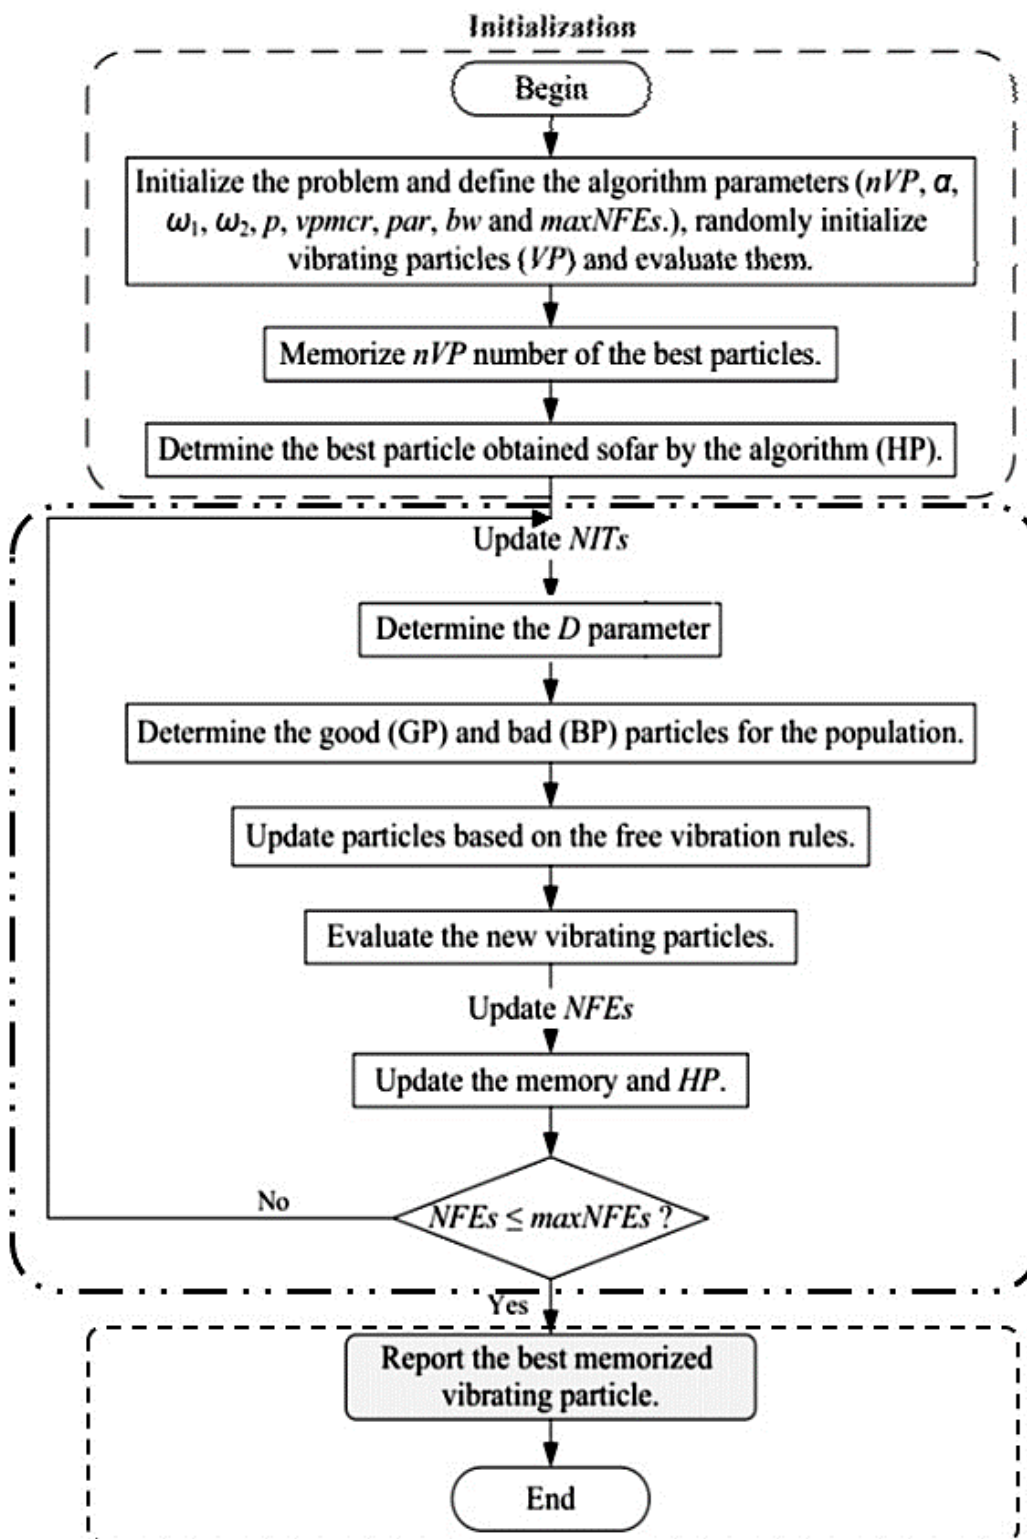 Initialization
Begin
Initialize the problem and define the algorithm parameters (nVP, α,
ω₁, ω₂, p, vpmcr, par, bw and maxNFEs.), randomly initialize
vibrating particles (VP) and evaluate them.
Memorize nVP number of the best particles.
Detrmine the best particle obtained sofar by the algorithm (HP).
Update NITs
Determine the D parameter
Determine the good (GP) and bad (BP) particles for the population.
Update particles based on the free vibration rules.
Evaluate the new vibrating particles.
Update NFEs
Update the memory and HP.
No
NFEs ≤ maxNFEs ?
Yes
Report the best memorized
vibrating particle.
End